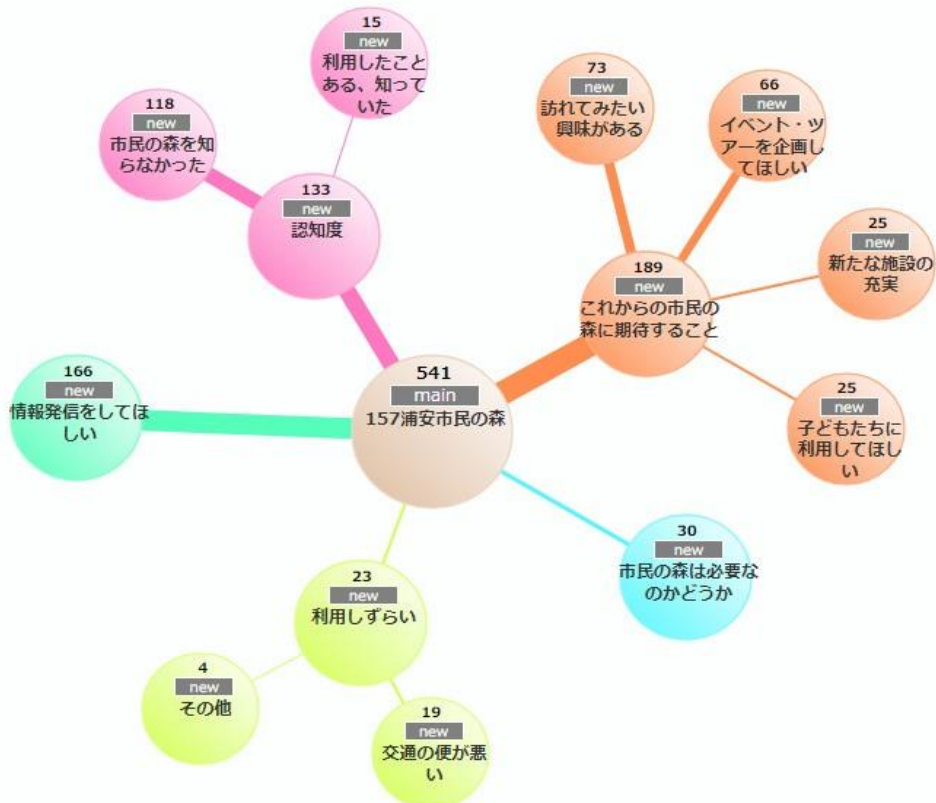 15
new
利用したこと
ある、知って
いた
118
new
市民の森を知
らなかった
133
new
認知度
73
new
訪れてみたい
興味がある
66
new
イベント・ツ
アーを企画し
てほしい
25
new
新たな施設の
充実
189
new
これからの市民の
森に期待すること
25
new
子どもたちに
利用してほし
い
541
main
157浦安市民の森
166
new
情報発信をしてほ
しい
30
new
市民の森は必要な
のかどうか
23
new
利用しずらい
4
new
その他
19
new
交通の便が悪
い